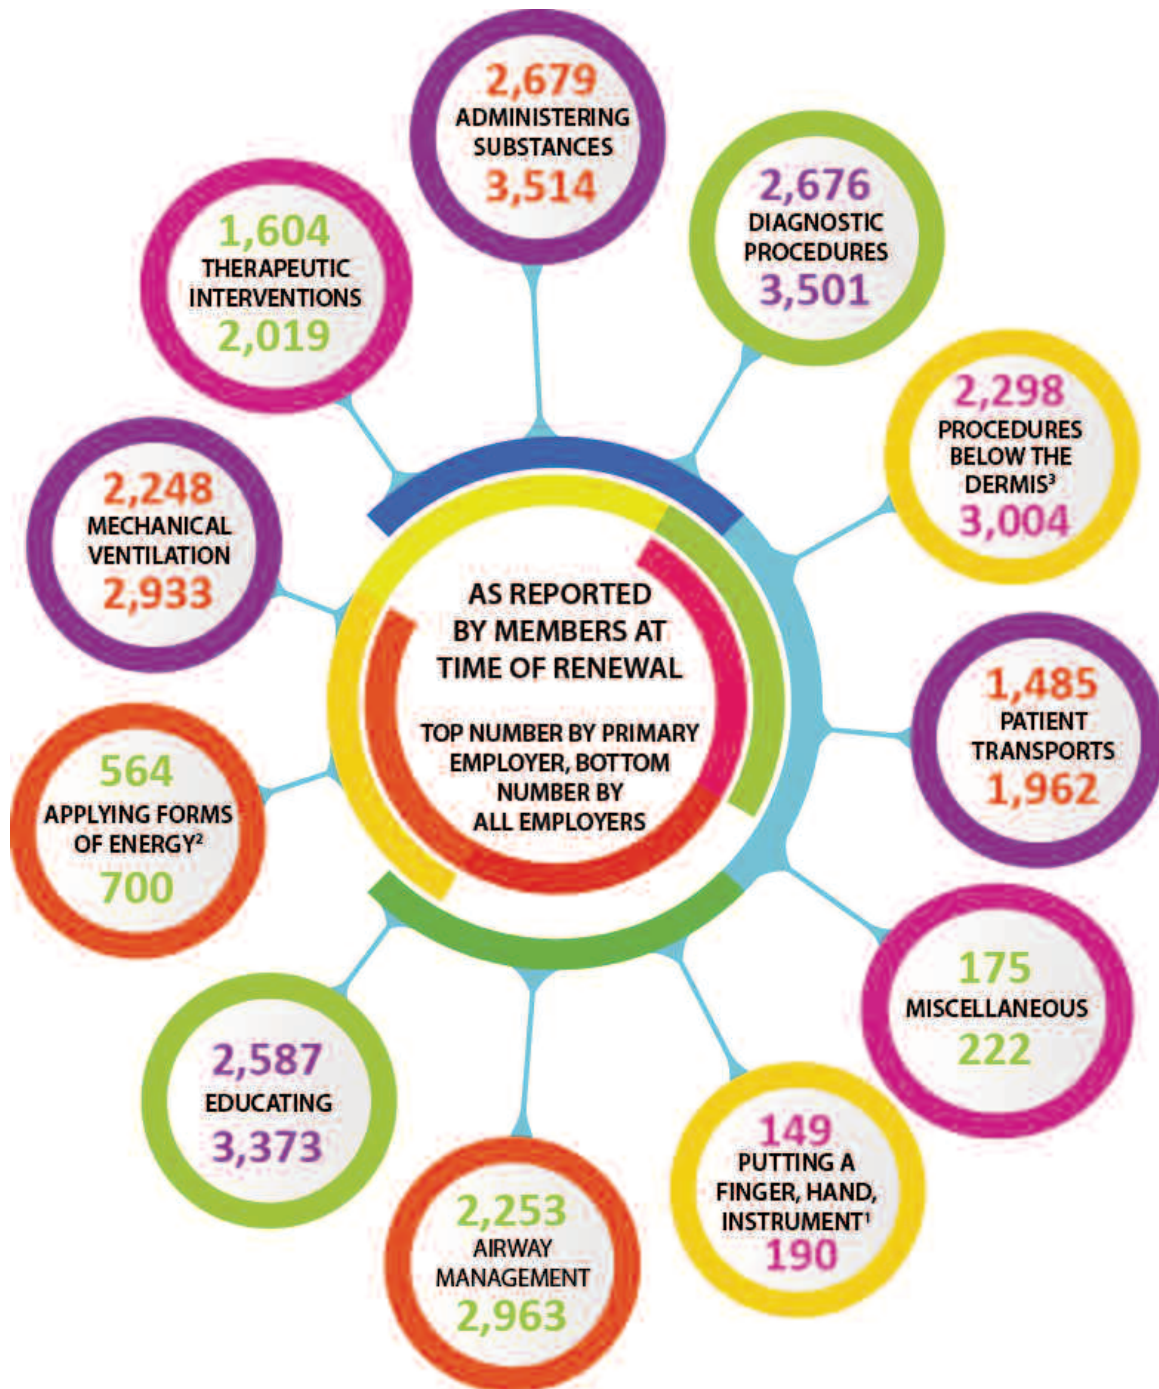 2,679
ADMINISTERING
SUBSTANCES
3,514
2,676
DIAGNOSTIC
PROCEDURES
3,501
2,298
PROCEDURES
BELOW THE
DERMIS³
3,004
1,485
PATIENT
TRANSPORTS
1,962
175
MISCELLANEOUS
222
149
PUTTING A
FINGER, HAND,
INSTRUMENT¹
190
2,253
AIRWAY
MANAGEMENT
2,963
2,587
EDUCATING
3,373
564
APPLYING FORMS
OF ENERGY²
700
2,248
MECHANICAL
VENTILATION
2,933
1,604
THERAPEUTIC
INTERVENTIONS
2,019
AS REPORTED
BY MEMBERS AT
TIME OF RENEWAL
TOP NUMBER BY PRIMARY
EMPLOYER, BOTTOM
NUMBER BY
ALL EMPLOYERS